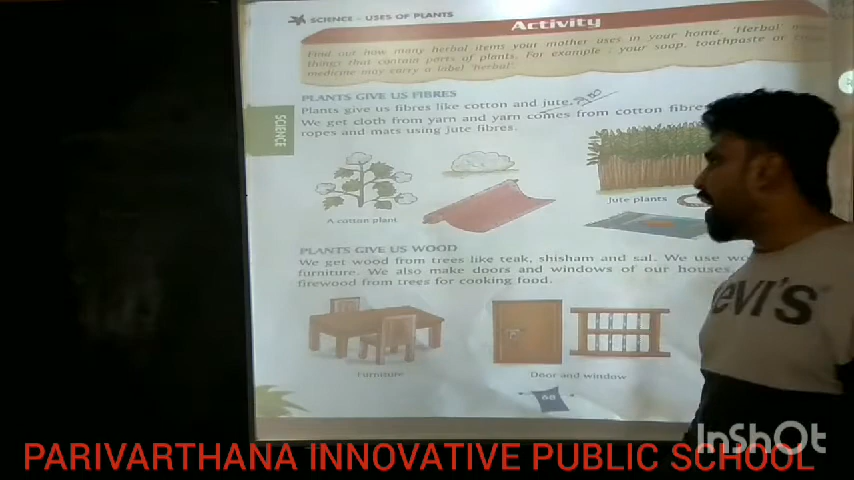 SCIENCE - USES OF PLANTS
Activity
Find out how many herbal items your mother uses in your home. 'Herbal'
things that contain parts of plants. For example : your soap, toothpaste or
medicine may carry a label 'herbal'.
PLANTS GIVE US FIBRES
Plants give us fibres like cotton and jute.
We get cloth from yarn and yarn comes from cotton fibres
ropes and mats using jute fibres.
SCIENCE
A cotton plant
Jute plants
PLANTS GIVE US WOOD
We get wood from trees like teak, shisham and sal. We use
furniture. We also make doors and windows of our houses.
firewood from trees for cooking food.
Furniture
Door and window
68
evi's
InShOt
PARIVARTHANA INNOVATIVE PUBLIC SCHOOL